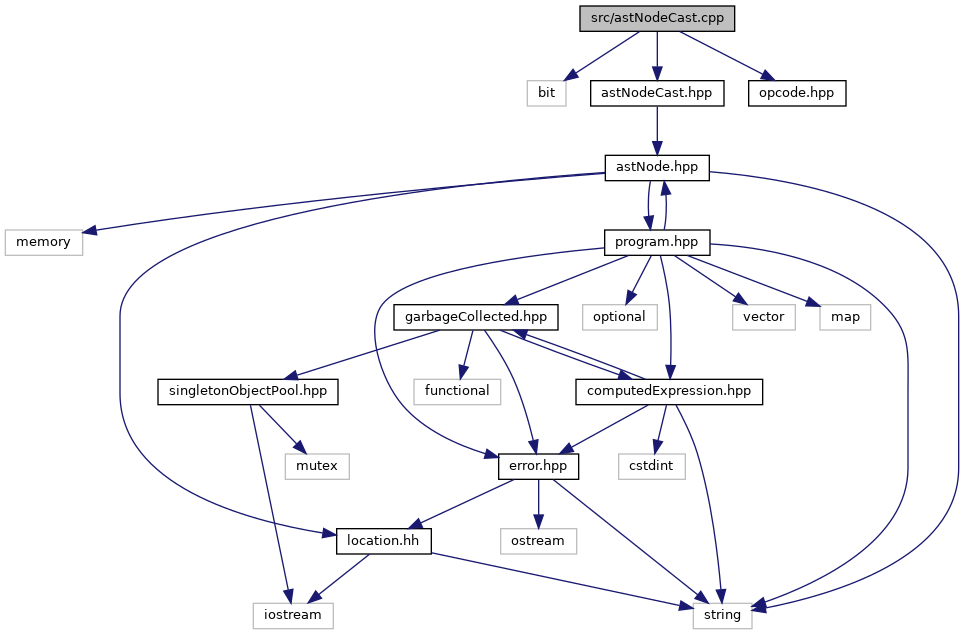 src/astNodeCast.cpp
bit
astNodeCast.hpp
opcode.hpp
astNode.hpp
memory
program.hpp
garbageCollected.hpp
optional
vector
map
singletonObjectPool.hpp
functional
computedExpression.hpp
mutex
error.hpp
cstdint
location.hh
ostream
iostream
string